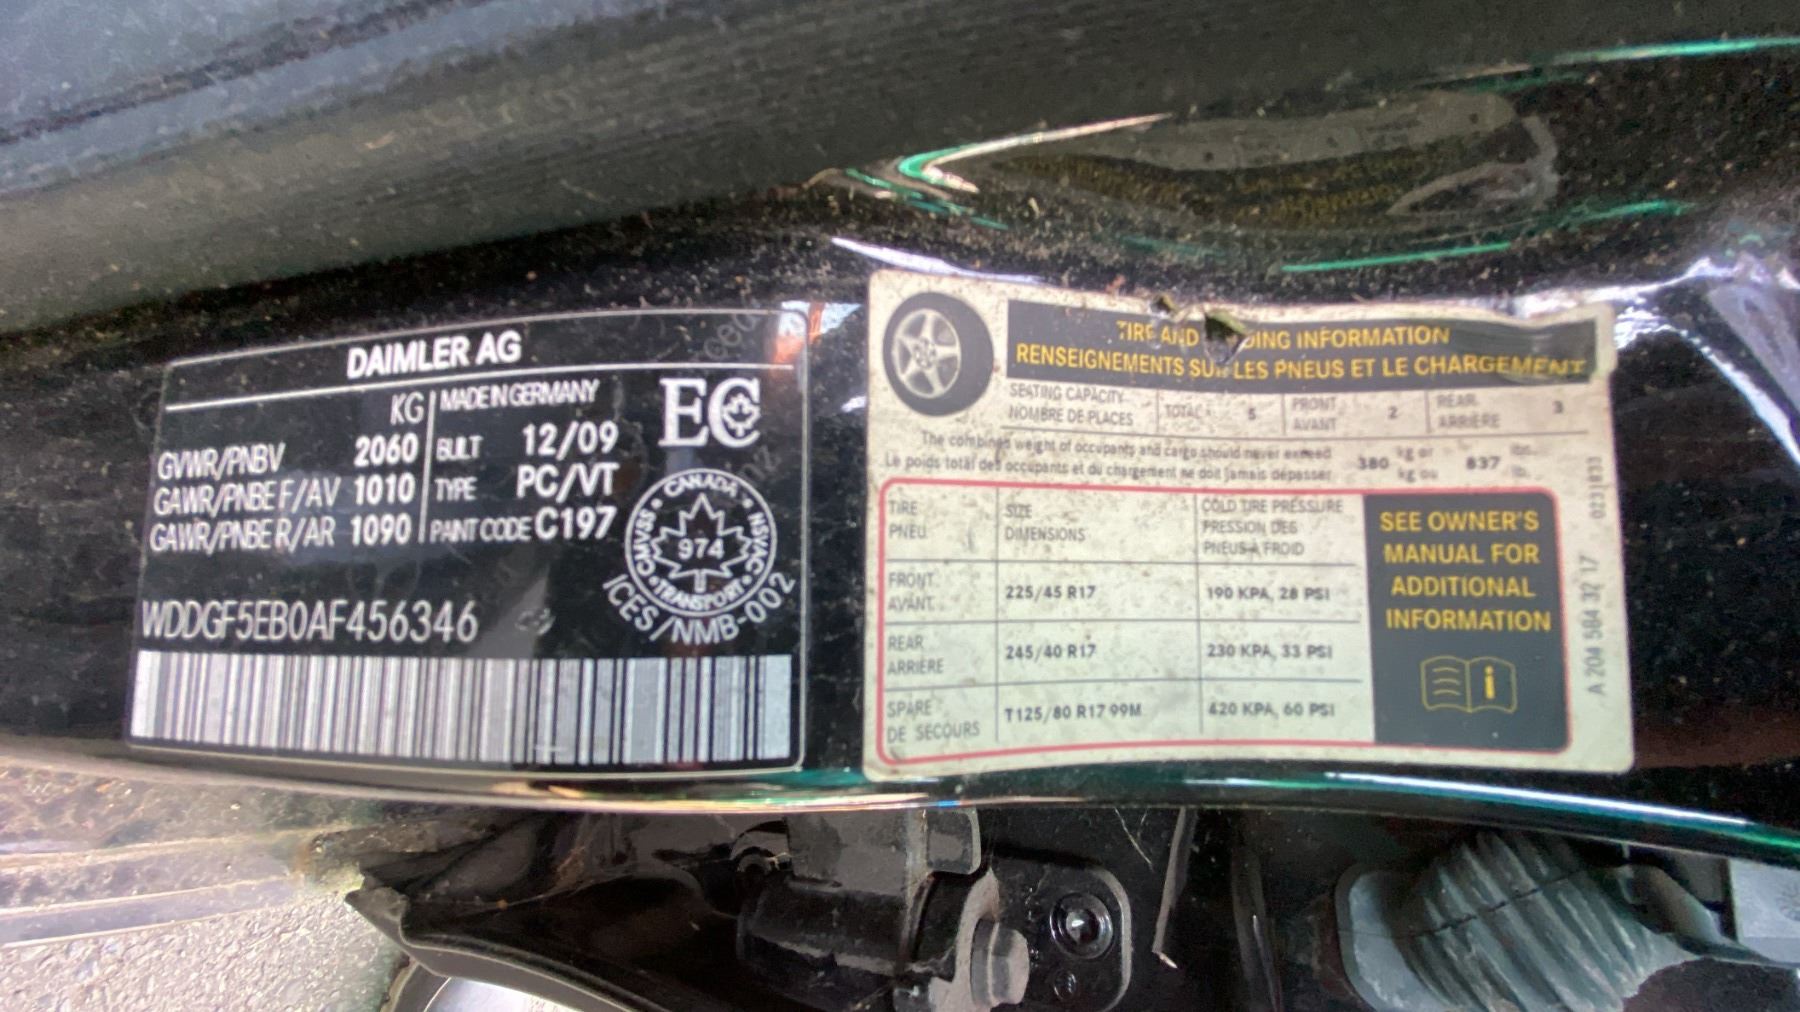 DAIMLER AG
KG
MADE IN GERMANY
GVWR/PNBV 2060
BUILT 12/09
GAWR/PNBE F/AV 1010
TYPE PC/VT
GAWR/PNBE R/AR 1090
PAINT CODE C197
EC
CANADA
974
TRANSPORT
NSVAC
CMVSS
ICES/NMB-002
WDDGF5EB0AF456346
TIRE AND DING INFORMATION
RENSEIGNEMENTS SUR LES PNEUS ET LE CHARGEMENT
SEATING CAPACITY
NOMBRE DE PLACES
TOTAL 5
FRONT
AVANT
2
REAR
ARRIÈRE
3
The combined weight of occupants and cargo should never exceed
Le poids total des occupants et du chargement ne doit jamais dépasser
380
kg or
kg ou
837
lbs.
lb.
TIRE
PNEU
SIZE
DIMENSIONS
COLD TIRE PRESSURE
PRESSION DES
PNEUS A FROID
FRONT
AVANT
225/45 R17
190 KPA, 28 PSI
REAR
ARRIÈRE
245/40 R17
230 KPA, 33 PSI
SPARE
DE SECOURS
T125/80 R17 99M
420 KPA, 60 PSI
SEE OWNER'S
MANUAL FOR
ADDITIONAL
INFORMATION
i
A 204 584 32 17